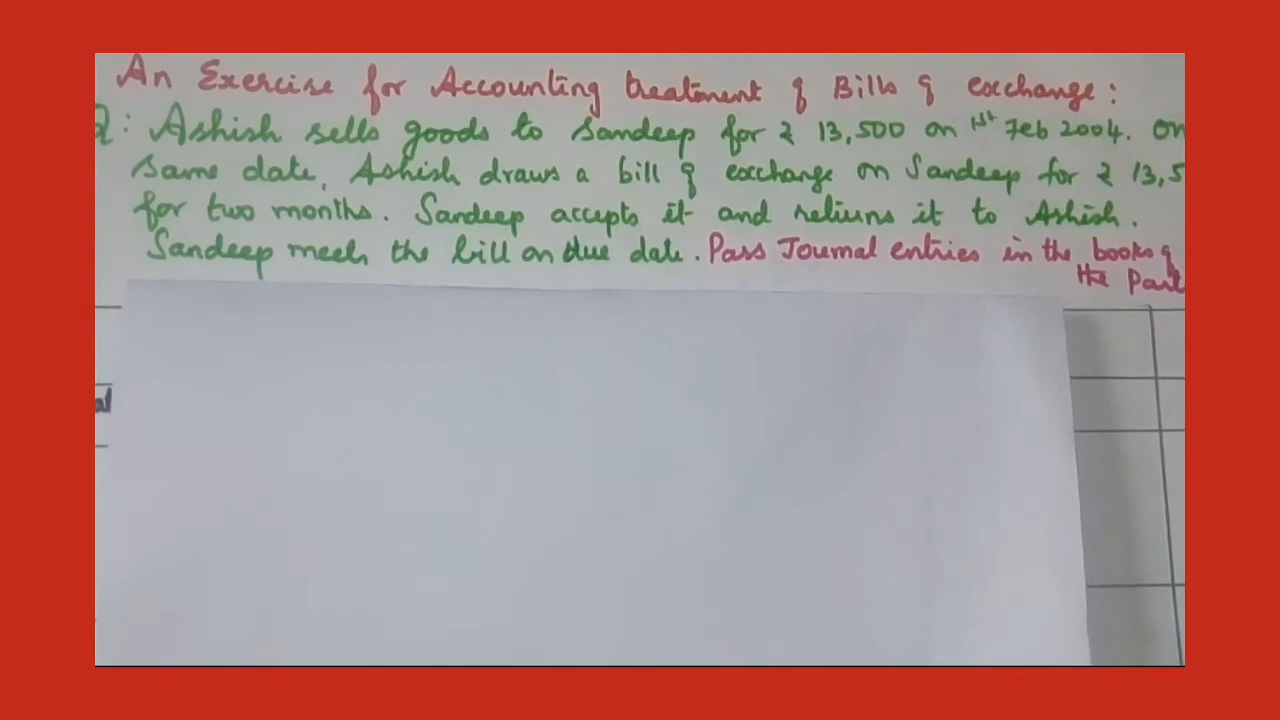 An Exercise for Accounting treatment of Bills of exchange:
Q: Ashish sells goods to Sandeep for ₹ 13,500 on 1st Feb 2004. On
same date, Ashish draws a bill of exchange on Sandeep for ₹ 13,5
for two months. Sandeep accepts it and returns it to Ashish.
Sandeep meets the bill on due date. Pass Journal entries in the books of
the Part
al